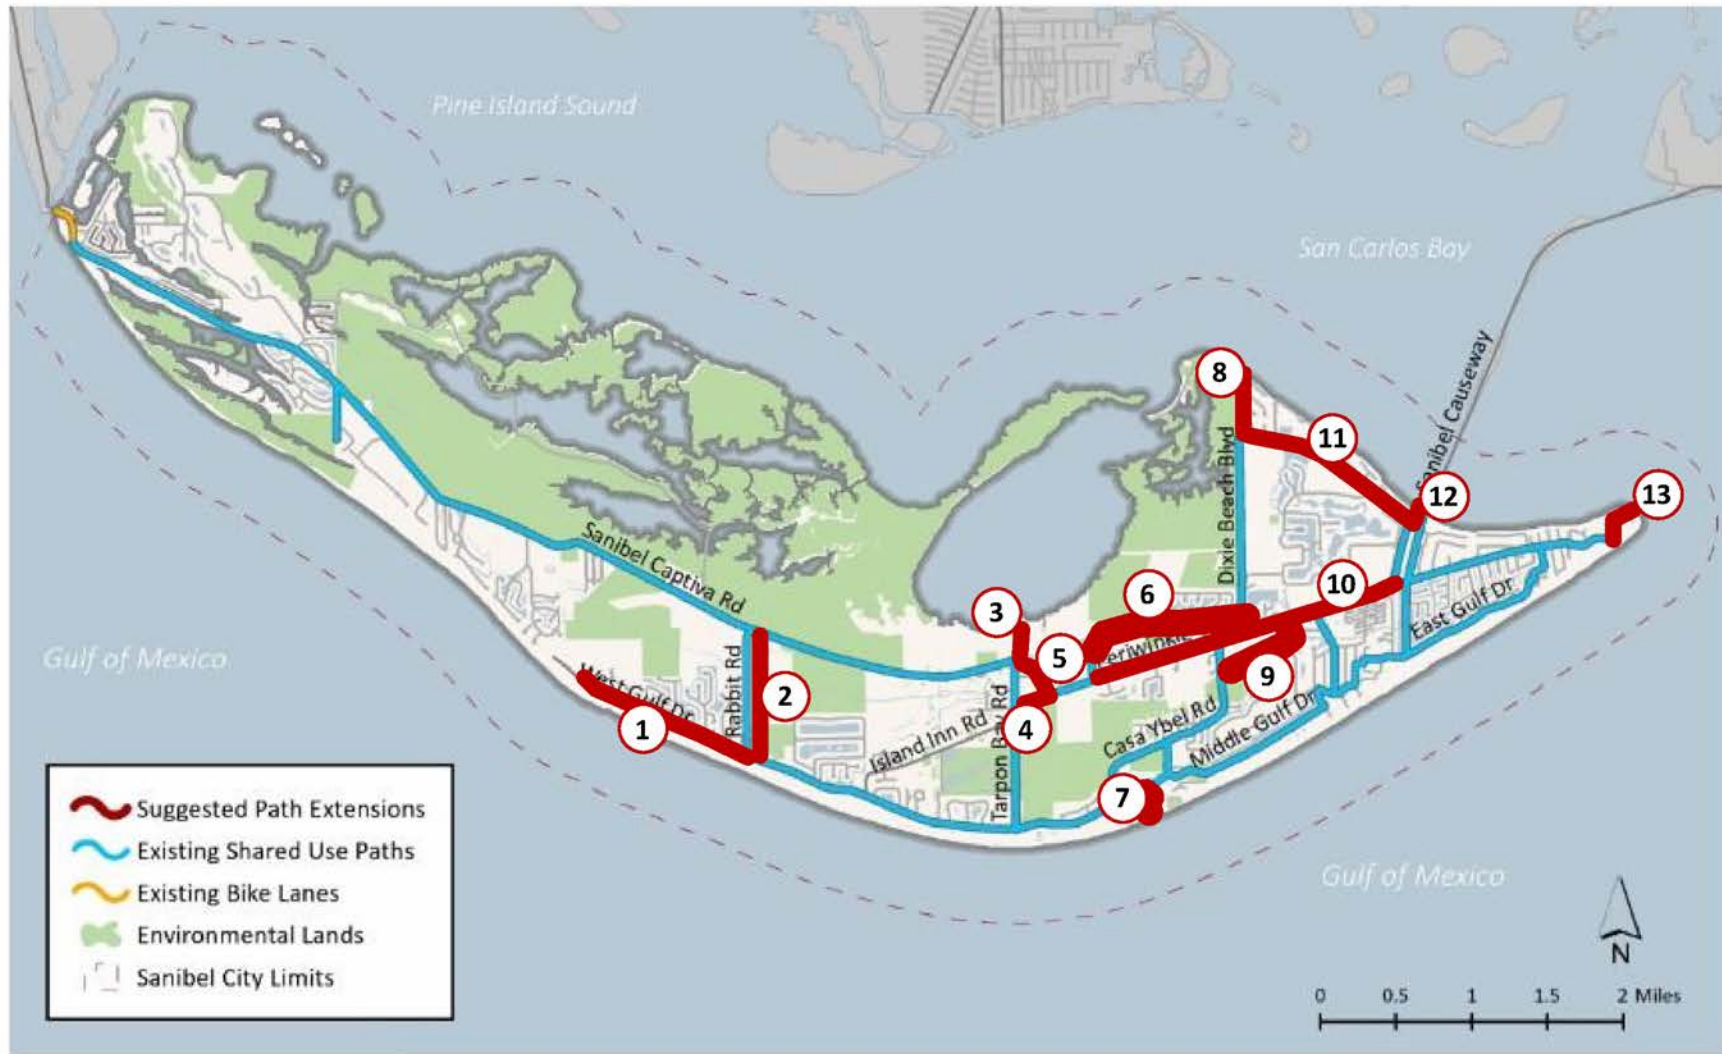 Pine Island Sound
San Carlos Bay
Sanibel Causeway
8
11
12
13
Dixie Beach Blvd
Sanibel Captiva Rd
3
6
10
East Gulf Dr
5
Periwinkle
Gulf of Mexico
West Gulf Dr
Rabbit Rd
2
9
1
4
Island Inn Rd
Tarpon Bay Rd
Casa Ybel Rd
Middle Gulf Dr
7
Suggested Path Extensions
Existing Shared Use Paths
Existing Bike Lanes
Environmental Lands
Sanibel City Limits
Gulf of Mexico
N
0 0.5 1 1.5 2 Miles